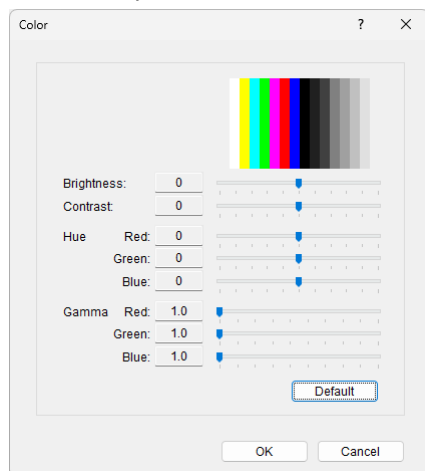 Color ? ×
Brightness: 0
Contrast: 0
Hue Red: 0
Green: 0
Blue: 0
Gamma Red: 1.0
Green: 1.0
Blue: 1.0
Default
OK Cancel